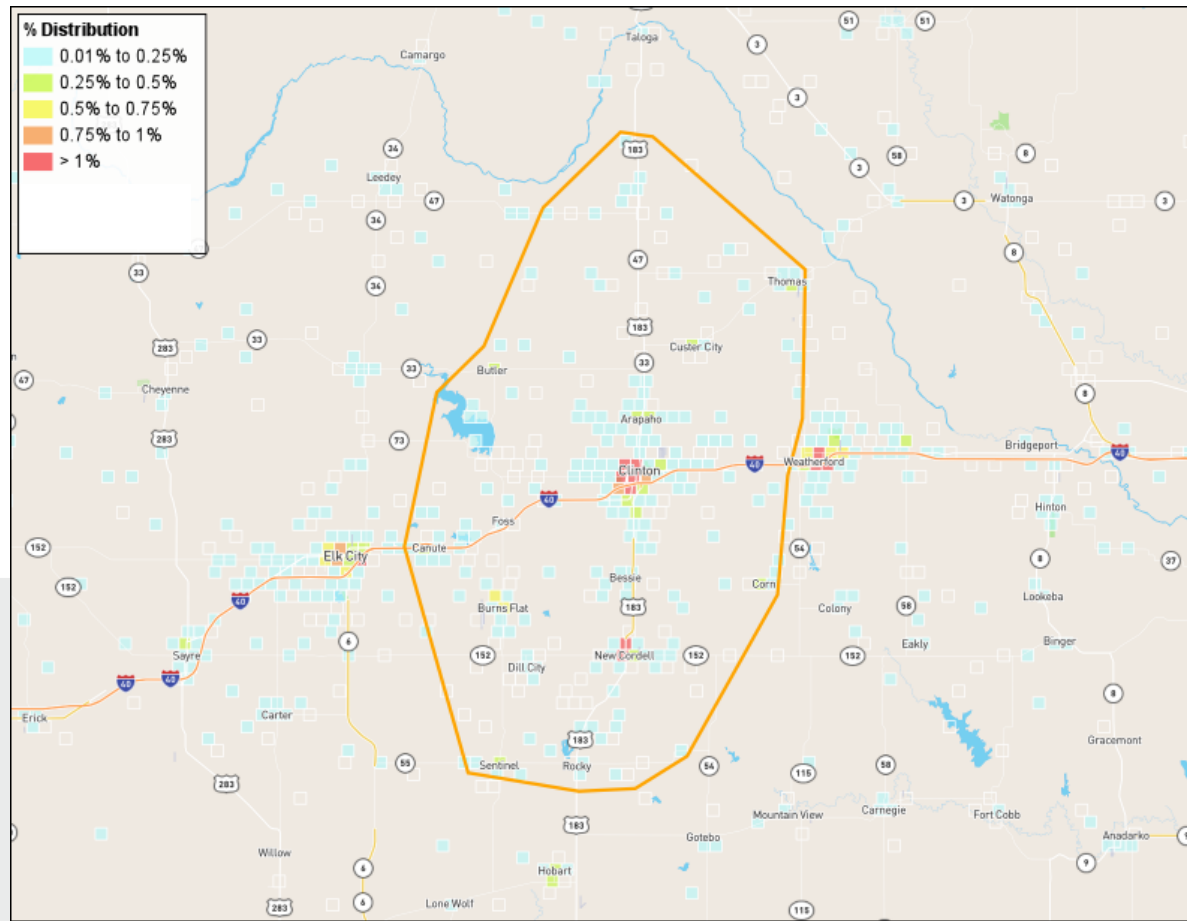 % Distribution
0.01% to 0.25%
0.25% to 0.5%
0.5% to 0.75%
0.75% to 1%
> 1%
51
51
Taloga
3
Camargo
3
34
183
8
3
58
Leedey
47
3
Watonga
3
34
8
47
33
34
Thomas
183
33
Custer City
283
33
33
Butler
47
Cheyenne
8
Arapaho
283
73
Bridgeport
40
Clinton
40
Weatherford
40
Foss
Hinton
152
Elk City
Canute
54
8
37
152
Bessie
Corn
40
Burns Flat
183
Colony
58
Lookeba
6
Eakly
Binger
Sayre
152
New Cordell
152
152
Dill City
40
40
8
Erick
Carter
183
Gracemont
55
Sentinel
Rocky
54
115
58
283
Mountain View
Carnegie
Fort Cobb
183
Gotebo
Anadarko
Willow
6
9
Hobart
6
283
Lone Wolf
115